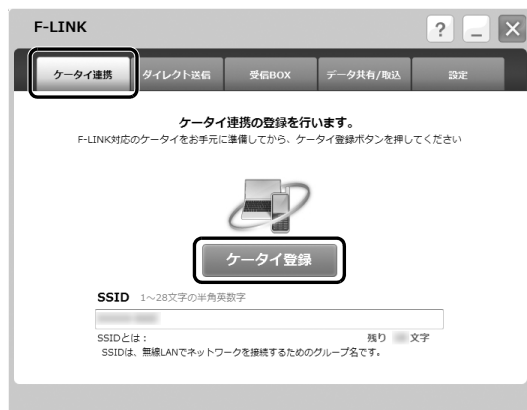 F-LINK
?
ケータイ連携 ダイレクト送信 受信BOX データ共有/取込 設定
ケータイ連携の登録を行います。
F-LINK対応のケータイをお手元に準備してから、ケータイ登録ボタンを押してください
ケータイ登録
SSID 1～28文字の半角英数字
SSIDとは： 残り 文字
SSIDは、無線LANでネットワークを接続するためのグループ名です。